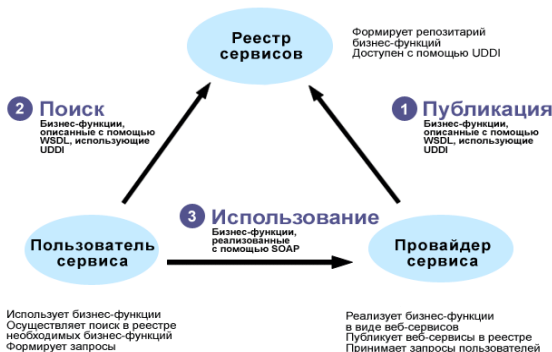 Реестр
сервисов
Формирует репозитарий
бизнес-функций
Доступен с помощью UDDI
2 Поиск
Бизнес-функции,
описанные с помощью
WSDL, использующие
UDDI
1 Публикация
Бизнес-функции,
описанные с помощью
WSDL, использующие
UDDI
3 Использование
Бизнес-функции,
реализованные
с помощью SOAP
Пользователь
сервиса
Провайдер
сервиса
Использует бизнес-функции
Осуществляет поиск в реестре
необходимых бизнес-функций
Формирует запросы
Реализует бизнес-функции
в виде веб-сервисов
Публикует веб-сервисы в реестре
Принимает запросы пользователей